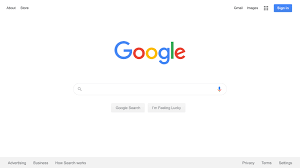 About Store Gmail Images Sign in
Google
Google Search I'm Feeling Lucky
Advertising Business How Search works Privacy Terms Settings